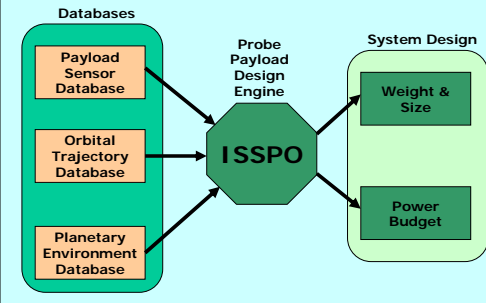 Databases
Payload
Sensor
Database
Orbital
Trajectory
Database
Planetary
Environment
Database
Probe
Payload
Design
Engine
ISSPO
System Design
Weight &
Size
Power
Budget